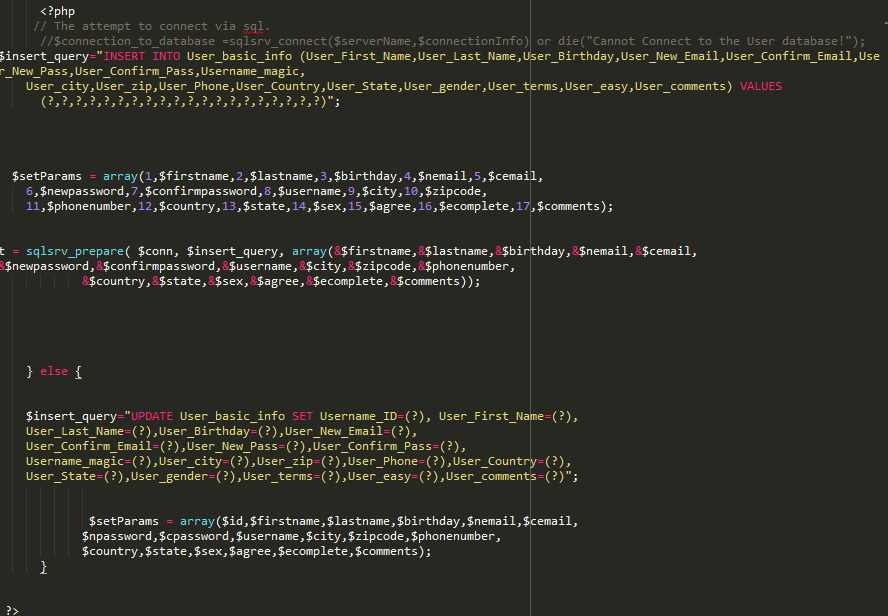 <?php
// The attempt to connect via sql.
//$connection_to_database =sqlsrv_connect($serverName,$connectionInfo) or die("Cannot Connect to the User database!");
$insert_query="INSERT INTO User_basic_info (User_First_Name,User_Last_Name,User_Birthday,User_New_Email,User_Confirm_Email,Use
r_New_Pass,User_Confirm_Pass,Username_magic,
User_city,User_zip,User_Phone,User_Country,User_State,User_gender,User_terms,User_easy,User_comments) VALUES
(?,?,?,?,?,?,?,?,?,?,?,?,?,?,?,?,?,?,?,?)";
$setParams = array(1,$firstname,2,$lastname,3,$birthday,4,$nemail,5,$cemail,
6,$newpassword,7,$confirmpassword,8,$username,9,$city,10,$zipcode,
11,$phonenumber,12,$country,13,$state,14,$sex,15,$agree,16,$ecomplete,17,$comments);
t = sqlsrv_prepare( $conn, $insert_query, array(&$firstname,&$lastname,&$birthday,&$nemail,&$cemail,
&$newpassword,&$confirmpassword,&$username,&$city,&$zipcode,&$phonenumber,
&$country,&$state,&$sex,&$agree,&$ecomplete,&$comments));
} else {
$insert_query="UPDATE User_basic_info SET Username_ID=(?), User_First_Name=(?),
User_Last_Name=(?),User_Birthday=(?),User_New_Email=(?),
User_Confirm_Email=(?),User_New_Pass=(?),User_Confirm_Pass=(?),
Username_magic=(?),User_city=(?),User_zip=(?),User_Phone=(?),User_Country=(?),
User_State=(?),User_gender=(?),User_terms=(?),User_easy=(?),User_comments=(?)";
$setParams = array($id,$firstname,$lastname,$birthday,$nemail,$cemail,
$npassword,$cpassword,$username,$city,$zipcode,$phonenumber,
$country,$state,$sex,$agree,$ecomplete,$comments);
}
?>